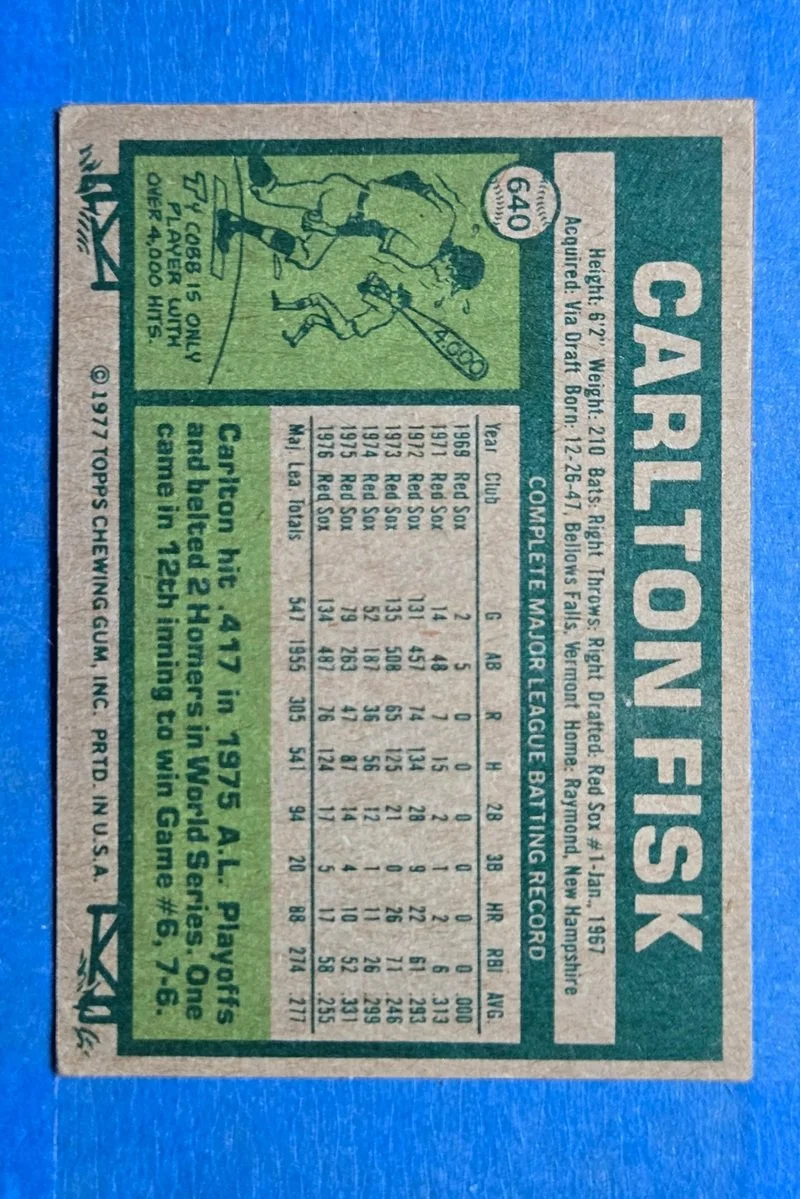 640
CARLTON FISK
Height: 6'2" Weight: 210 Bats: Right Throws: Right Drafted: Red Sox #1-Jan., 1967
Acquired: Via Draft Born: 12-26-47, Bellows Falls, Vermont Home: Raymond, New Hampshire
COMPLETE MAJOR LEAGUE BATTING RECORD
Year Club G AB R H 2B 3B HR RBI AVG.
1969 Red Sox 2 5 0 0 0 0 0 0 .000
1971 Red Sox 14 48 7 15 2 1 2 6 .313
1972 Red Sox 131 457 74 134 28 9 22 61 .293
1973 Red Sox 135 508 65 125 21 0 26 71 .246
1974 Red Sox 52 187 36 56 12 1 11 26 .299
1975 Red Sox 79 263 47 87 14 4 10 52 .331
1976 Red Sox 134 487 76 124 17 5 17 58 .255
Maj. Lea. Totals 547 1955 305 541 94 20 88 274 .277
4,000
TY COBB IS ONLY
PLAYER WITH
OVER 4,000 HITS.
Carlton hit .417 in 1975 A.L. Playoffs
and belted 2 Homers in World Series. One
came in 12th inning to win Game #6, 7-6.
© 1977 TOPPS CHEWING GUM, INC. PRTD. IN U.S.A.